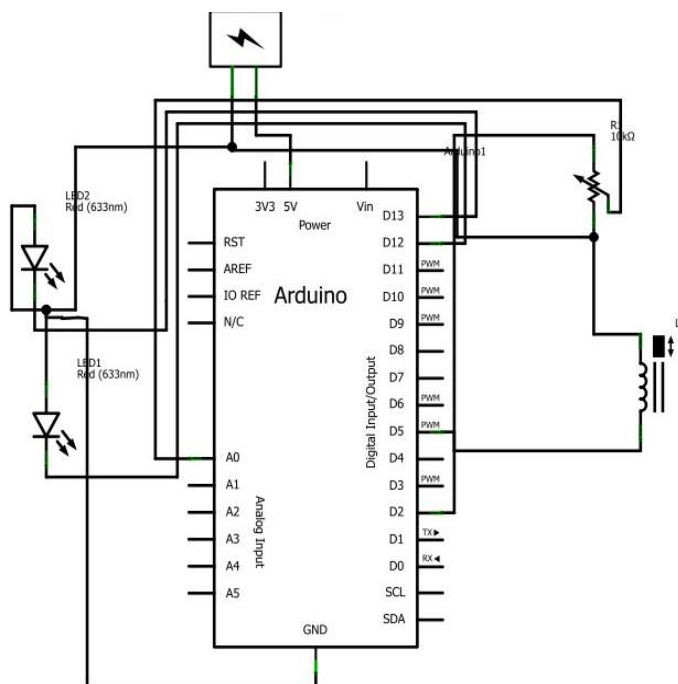 R1
10kΩ
Arduino1
LED2
Red (633nm)
3V3
5V
Vin
Power
D13
RST
D12
AREF
D11
PWM
IO REF
Arduino
D10
PWM
N/C
D9
PWM
L
D8
LED1
Red (633nm)
D7
D6
PWM
Digital Input/Output
D5
PWM
A0
D4
A1
D3
PWM
A2
D2
Analog Input
A3
D1
TX
A4
D0
RX
A5
SCL
SDA
GND